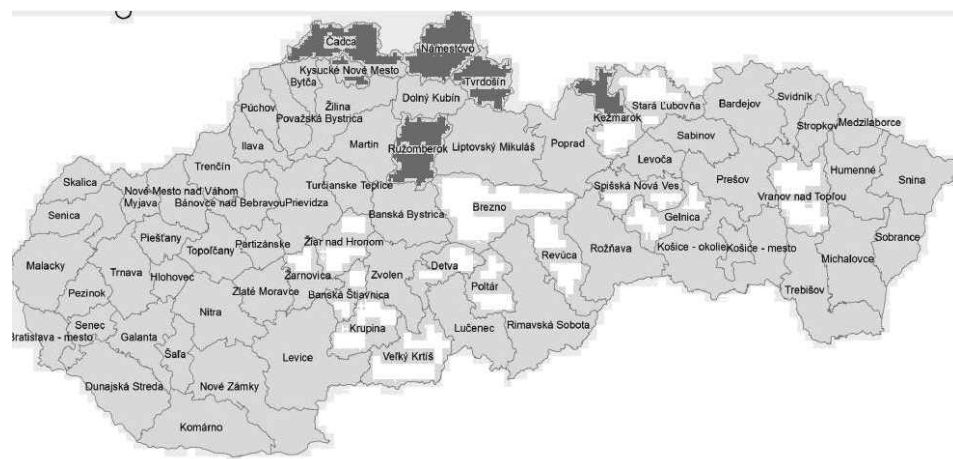 Čadca
Námestovo
Kysucké Nové Mesto
Tvrdošín
Bytča
Dolný Kubín
Púchov
Žilina
Považská Bystrica
Stará Ľubovňa
Kežmarok
Bardejov
Svidník
Stropkov
Medzilaborce
Ilava
Martin
Ružomberok
Liptovský Mikuláš
Poprad
Sabinov
Levoča
Trenčín
Prešov
Humenné
Snina
Skalica
Nové Mesto nad Váhom
Myjava
Bánovce nad Bebravou
Prievidza
Turčianske Teplice
Spišská Nová Ves
Vranov nad Topľou
Senica
Banská Bystrica
Brezno
Gelnica
Piešťany
Topoľčany
Partizánske
Žiar nad Hronom
Rožňava
Košice - okolie
Košice - mesto
Sobrance
Malacky
Trnava
Hlohovec
Žarnovica
Zvolen
Detva
Revúca
Michalovce
Pezinok
Zlaté Moravce
Banská Štiavnica
Poltár
Trebišov
Nitra
Senec
Bratislava - mesto
Galanta
Krupina
Lučenec
Rimavská Sobota
Šaľa
Levice
Veľký Krtíš
Dunajská Streda
Nové Zámky
Komárno